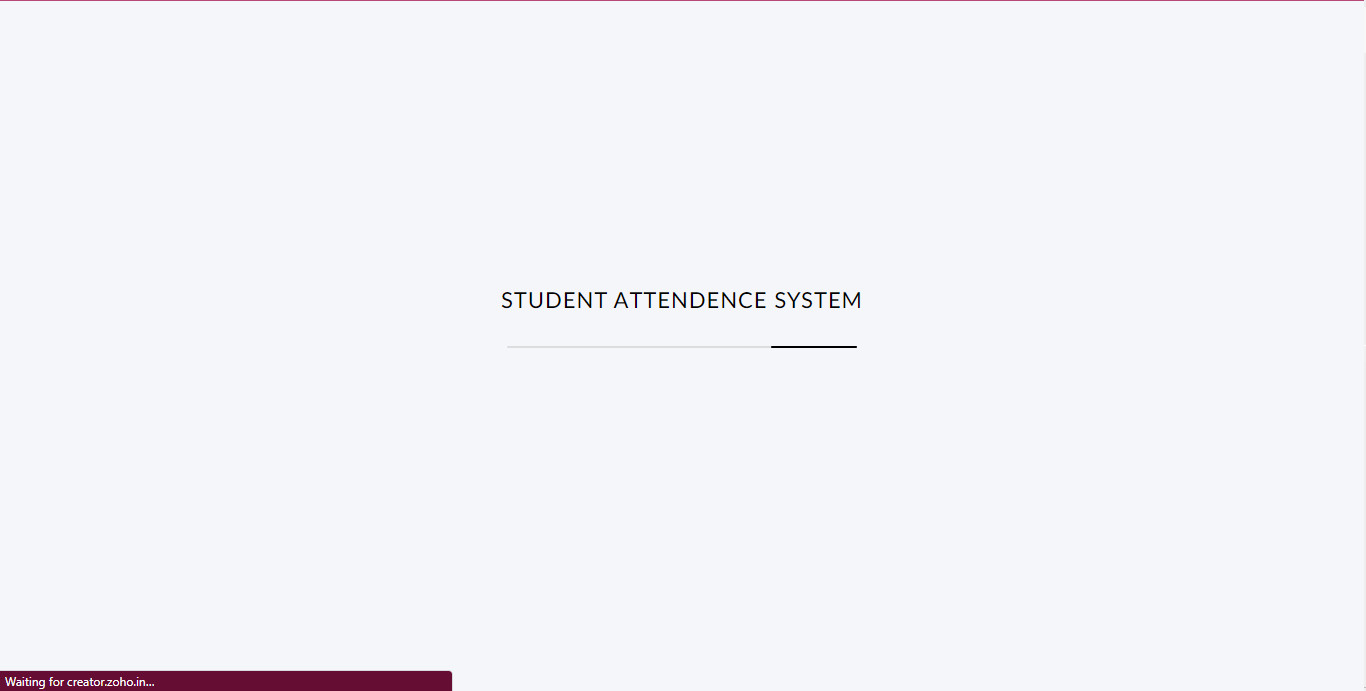 STUDENT ATTENDENCE SYSTEM
Waiting for creator.zoho.in...